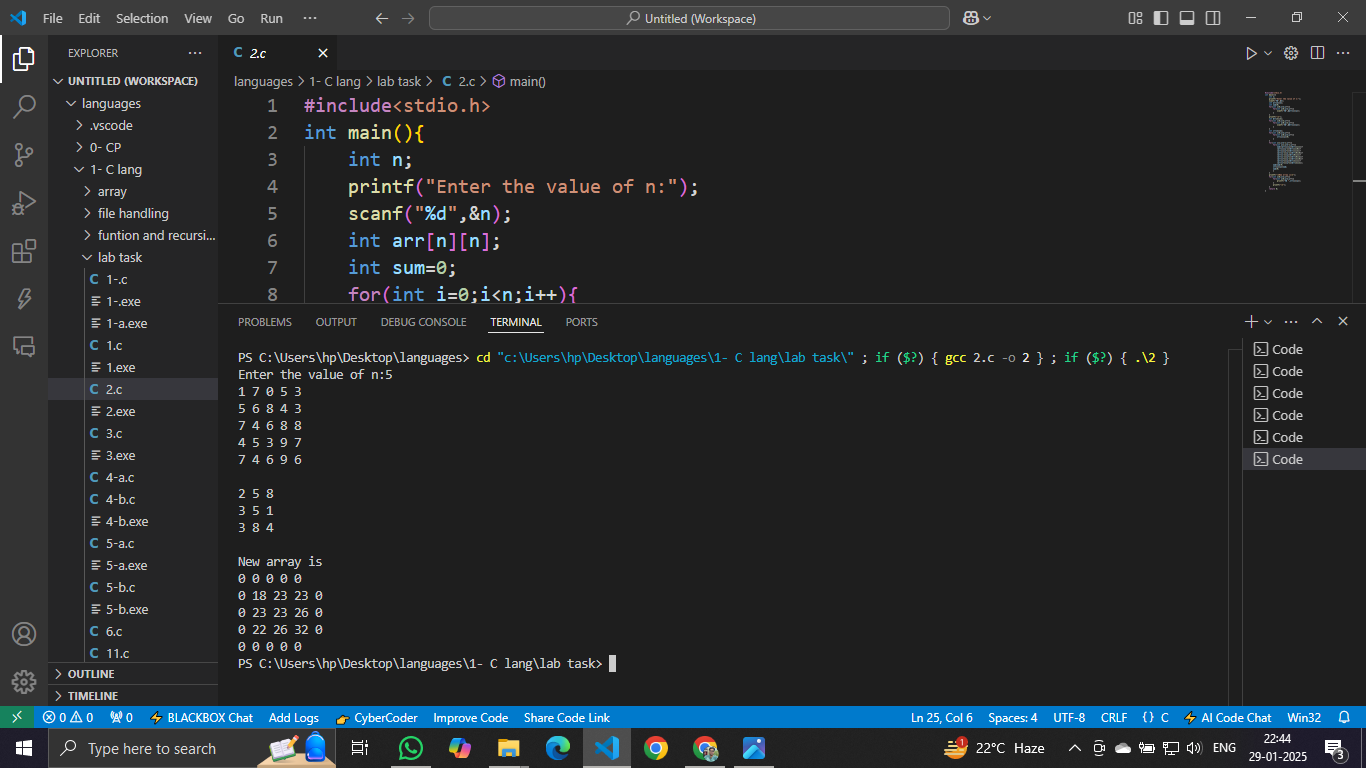 File Edit Selection View Go Run ··· Untitled (Workspace)
EXPLORER ···
UNTITLED (WORKSPACE)
languages
.vscode
0- CP
1- C lang
array
file handling
funtion and recursi...
lab task
C 1-.c
1-.exe
1-a.exe
C 1.c
1.exe
C 2.c
2.exe
C 3.c
3.exe
C 4-a.c
C 4-b.c
4-b.exe
C 5-a.c
5-a.exe
C 5-b.c
5-b.exe
C 6.c
C 11.c
OUTLINE
TIMELINE
C 2.c
languages > 1- C lang > lab task > C 2.c > main()
1 #include<stdio.h>
2 int main(){
3 int n;
4 printf("Enter the value of n:");
5 scanf("%d",&n);
6 int arr[n][n];
7 int sum=0;
8 for(int i=0;i<n;i++){
PROBLEMS OUTPUT DEBUG CONSOLE TERMINAL PORTS
PS C:\Users\hp\Desktop\languages> cd "c:\Users\hp\Desktop\languages\1- C lang\lab task\" ; if ($?) { gcc 2.c -o 2 } ; if ($?) { .\2 }
Enter the value of n:5
1 7 0 5 3
5 6 8 4 3
7 4 6 8 8
4 5 3 9 7
7 4 6 9 6
2 5 8
3 5 1
3 8 4
New array is
0 0 0 0 0
0 18 23 23 0
0 23 23 26 0
0 22 26 32 0
0 0 0 0 0
PS C:\Users\hp\Desktop\languages\1- C lang\lab task>
Code
Code
Code
Code
Code
Code
0 0 0 BLACKBOX Chat Add Logs CyberCoder Improve Code Share Code Link Ln 25, Col 6 Spaces: 4 UTF-8 CRLF {} C AI Code Chat Win32
Type here to search 1 22°C Haze ENG 22:44
29-01-2025 3